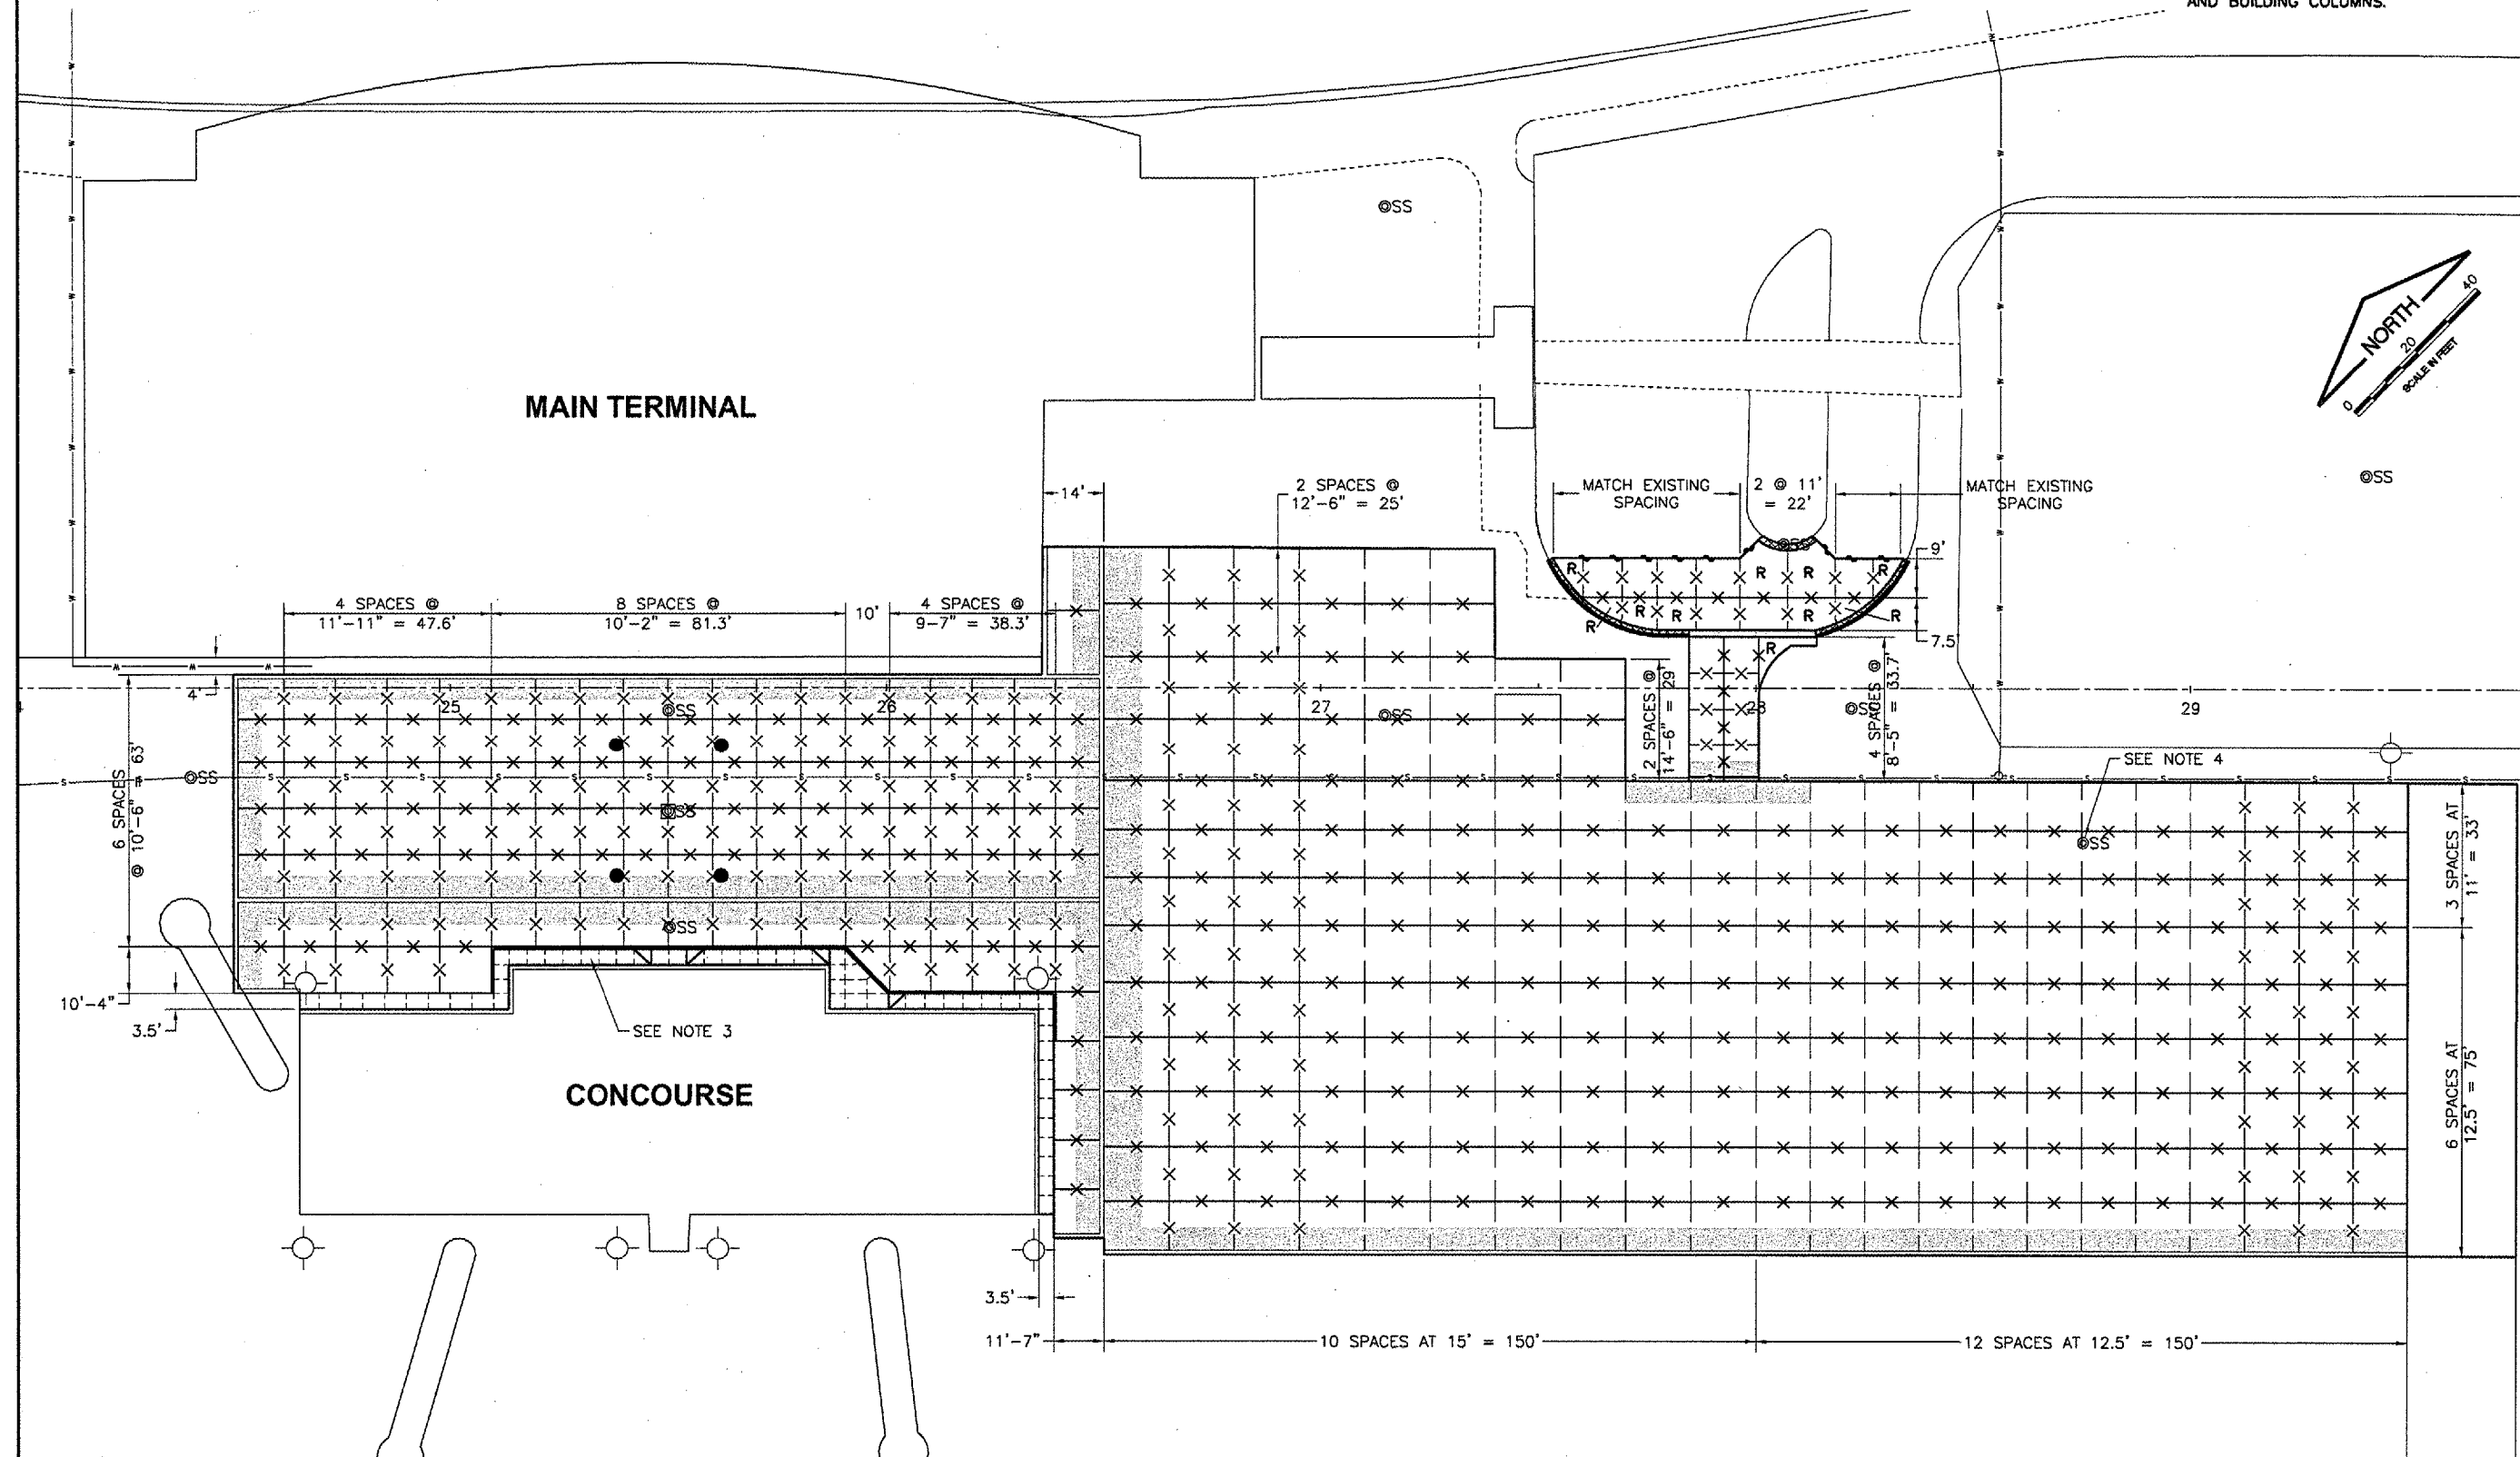 AND BUILDING COLUMNS.
◎SS
NORTH
0
20
40
SCALE IN FEET
MAIN TERMINAL
◎SS
14'
2 SPACES @
12'-6" = 25'
MATCH EXISTING
SPACING
2 @ 11'
= 22'
MATCH EXISTING
SPACING
9'
R
R
R
R
R
R
R
R
R
7.5'
R
4 SPACES @
11'-11" = 47.6'
8 SPACES @
10'-2" = 81.3'
10'
4 SPACES @
9-7" = 38.3'
4'
25
26
27
28
29
◎SS
◎SS
◎SS
2 SPACES @
14'-6" = 29'
4 SPACES @
8'-5" = 33.7'
6 SPACES
@ 10'-6" = 63'
◎SS
◎SS
◎SS
SEE NOTE 4
◎SS
3 SPACES AT
11' = 33'
6 SPACES AT
12.5' = 75'
10'-4"
3.5'
SEE NOTE 3
CONCOURSE
3.5'
11'-7"
10 SPACES AT 15' = 150'
12 SPACES AT 12.5' = 150'